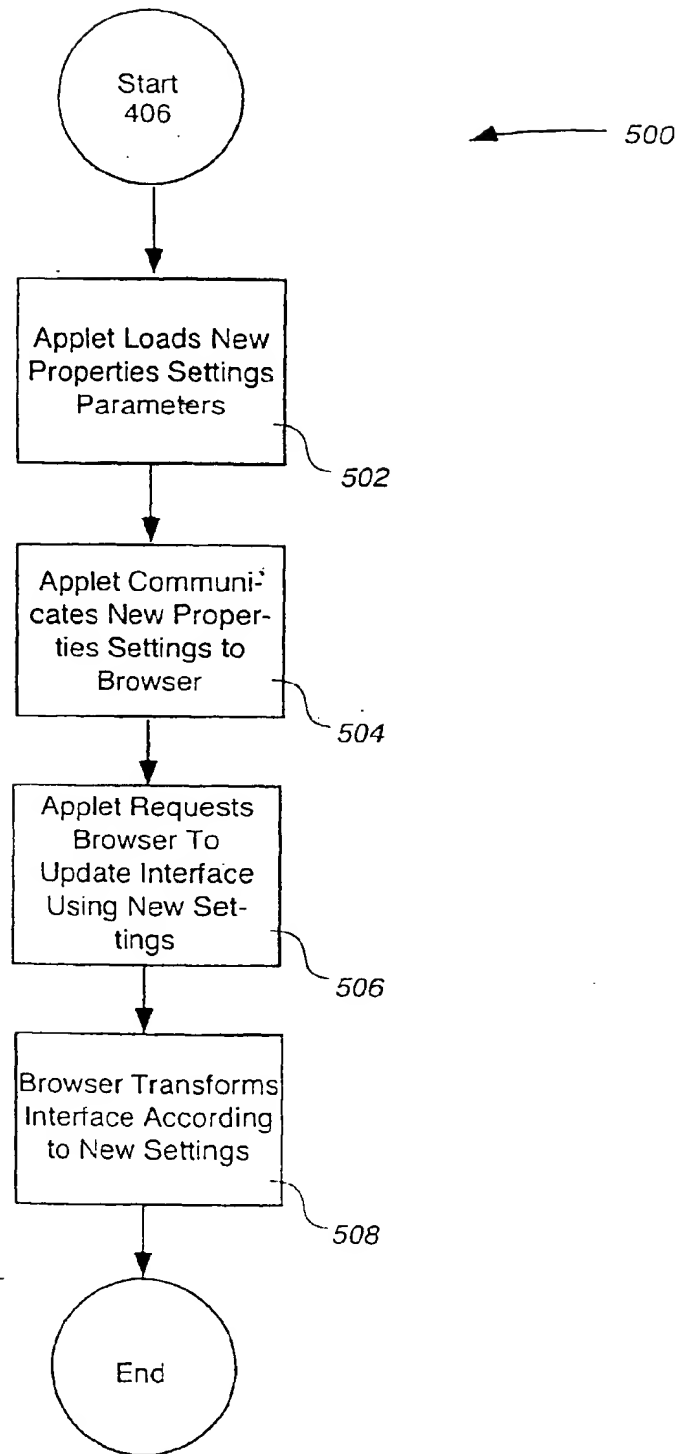 Start
406
500
Applet Loads New
Properties Settings
Parameters
502
Applet Communi-
cates New Proper-
ties Settings to
Browser
504
Applet Requests
Browser To
Update Interface
Using New Set-
tings
506
Browser Transforms
Interface According
to New Settings
508
End